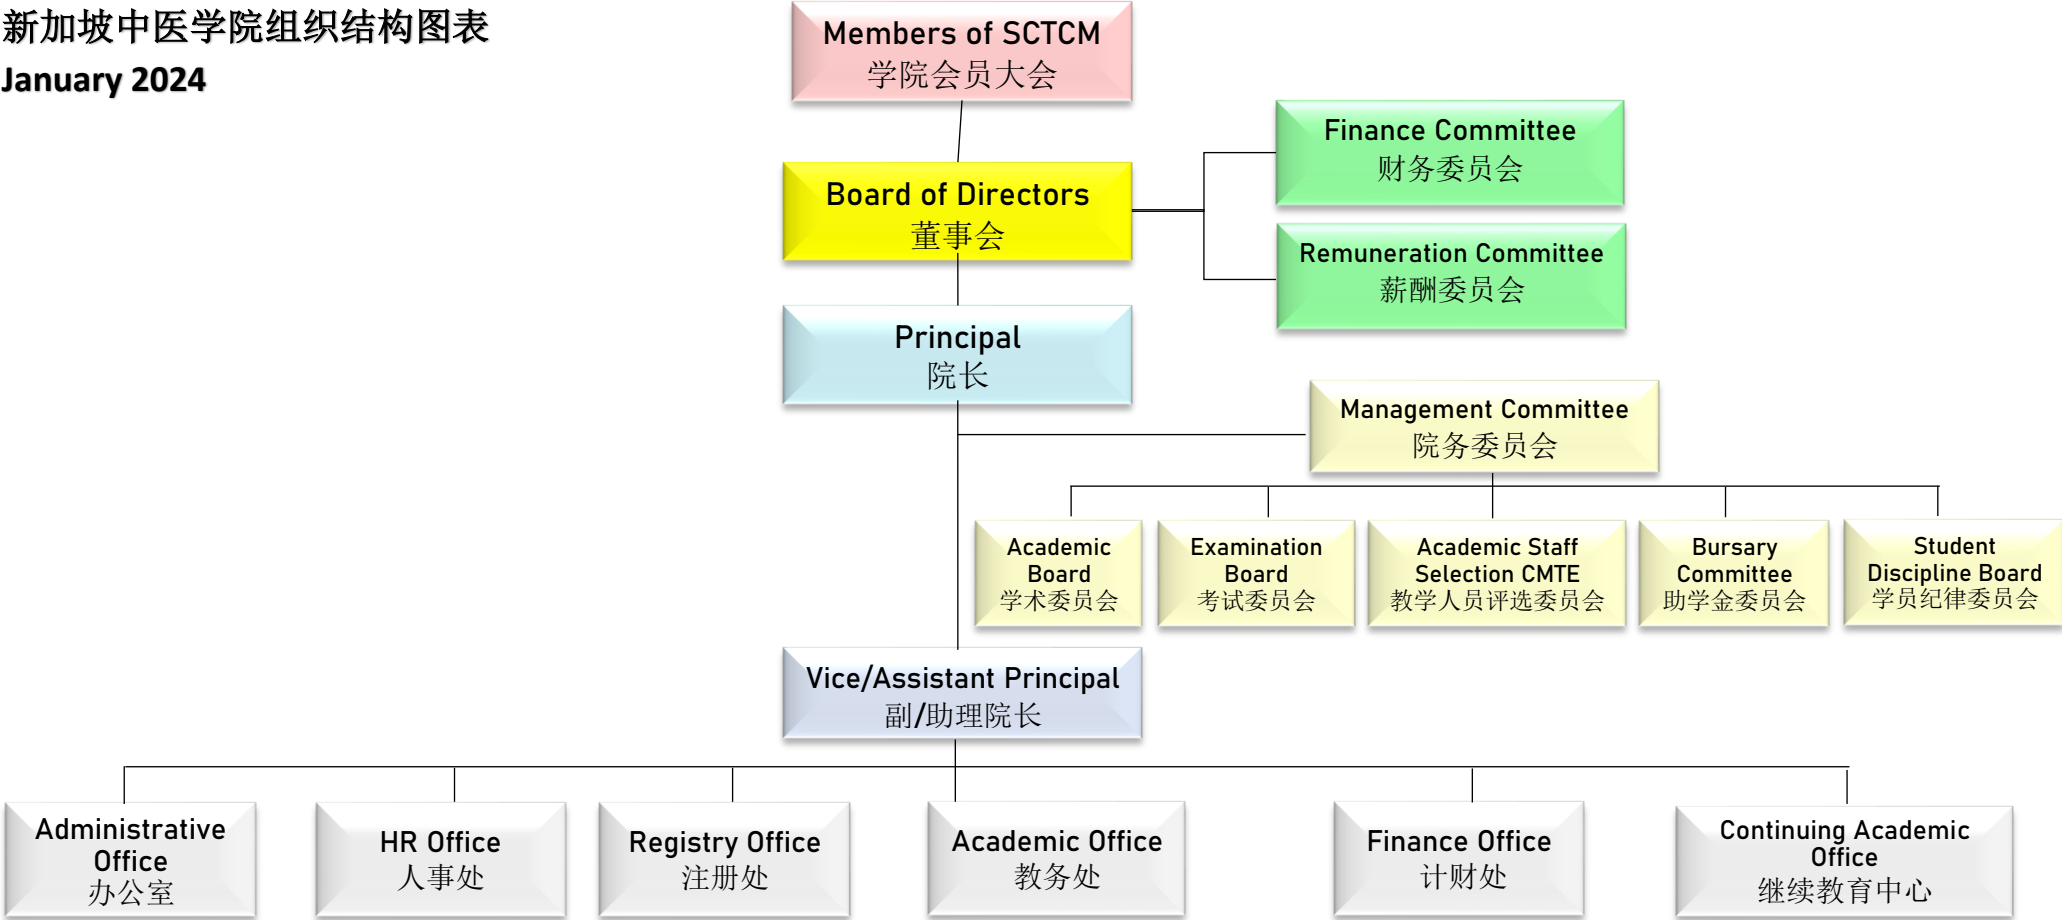 新加坡中医学院组织结构图表
January 2024
Members of SCTCM
学院会员大会
Finance Committee
财务委员会
Board of Directors
董事会
Remuneration Committee
薪酬委员会
Principal
院长
Management Committee
院务委员会
Academic
Board
学术委员会
Examination
Board
考试委员会
Academic Staff
Selection CMTE
教学人员评选委员会
Bursary
Committee
助学金委员会
Student
Discipline Board
学员纪律委员会
Vice/Assistant Principal
副/助理院长
Administrative
Office
办公室
HR Office
人事处
Registry Office
注册处
Academic Office
教务处
Finance Office
计财处
Continuing Academic
Office
继续教育中心